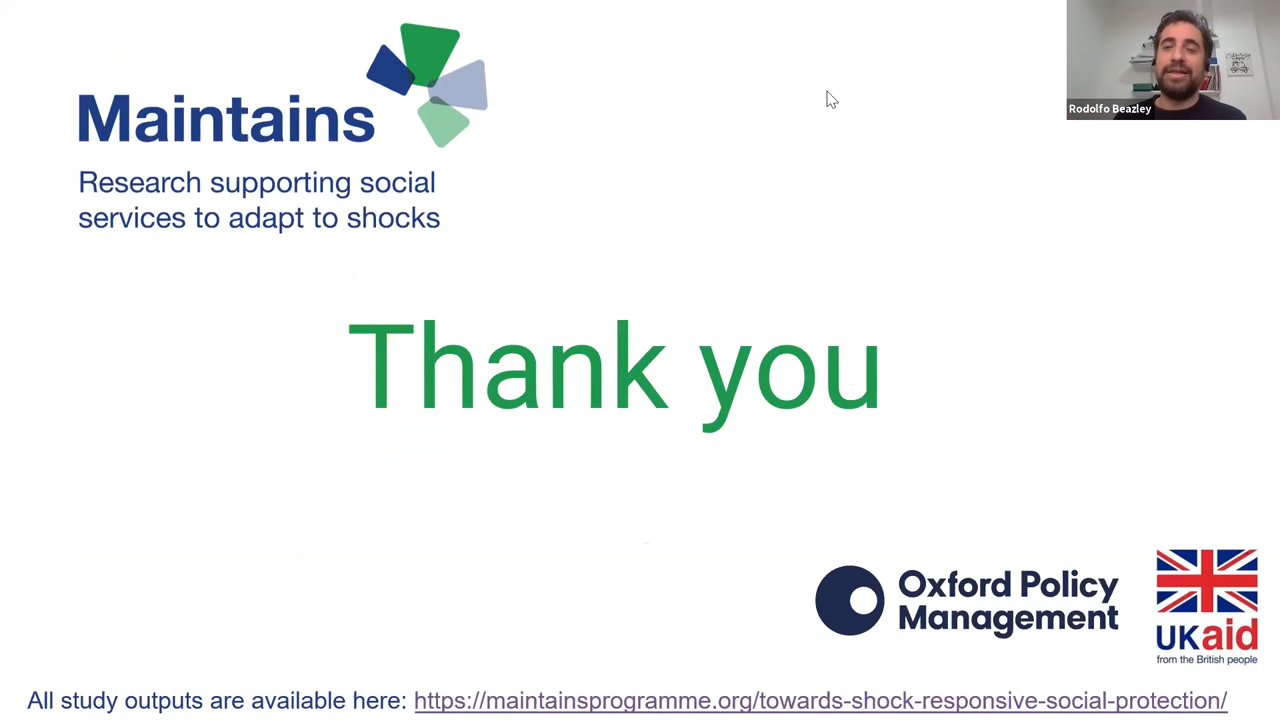 Maintains
Research supporting social
services to adapt to shocks
Rodolfo Beazley
Thank you
Oxford Policy
Management
UKaid
from the British people
All study outputs are available here: https://maintainsprogramme.org/towards-shock-responsive-social-protection/